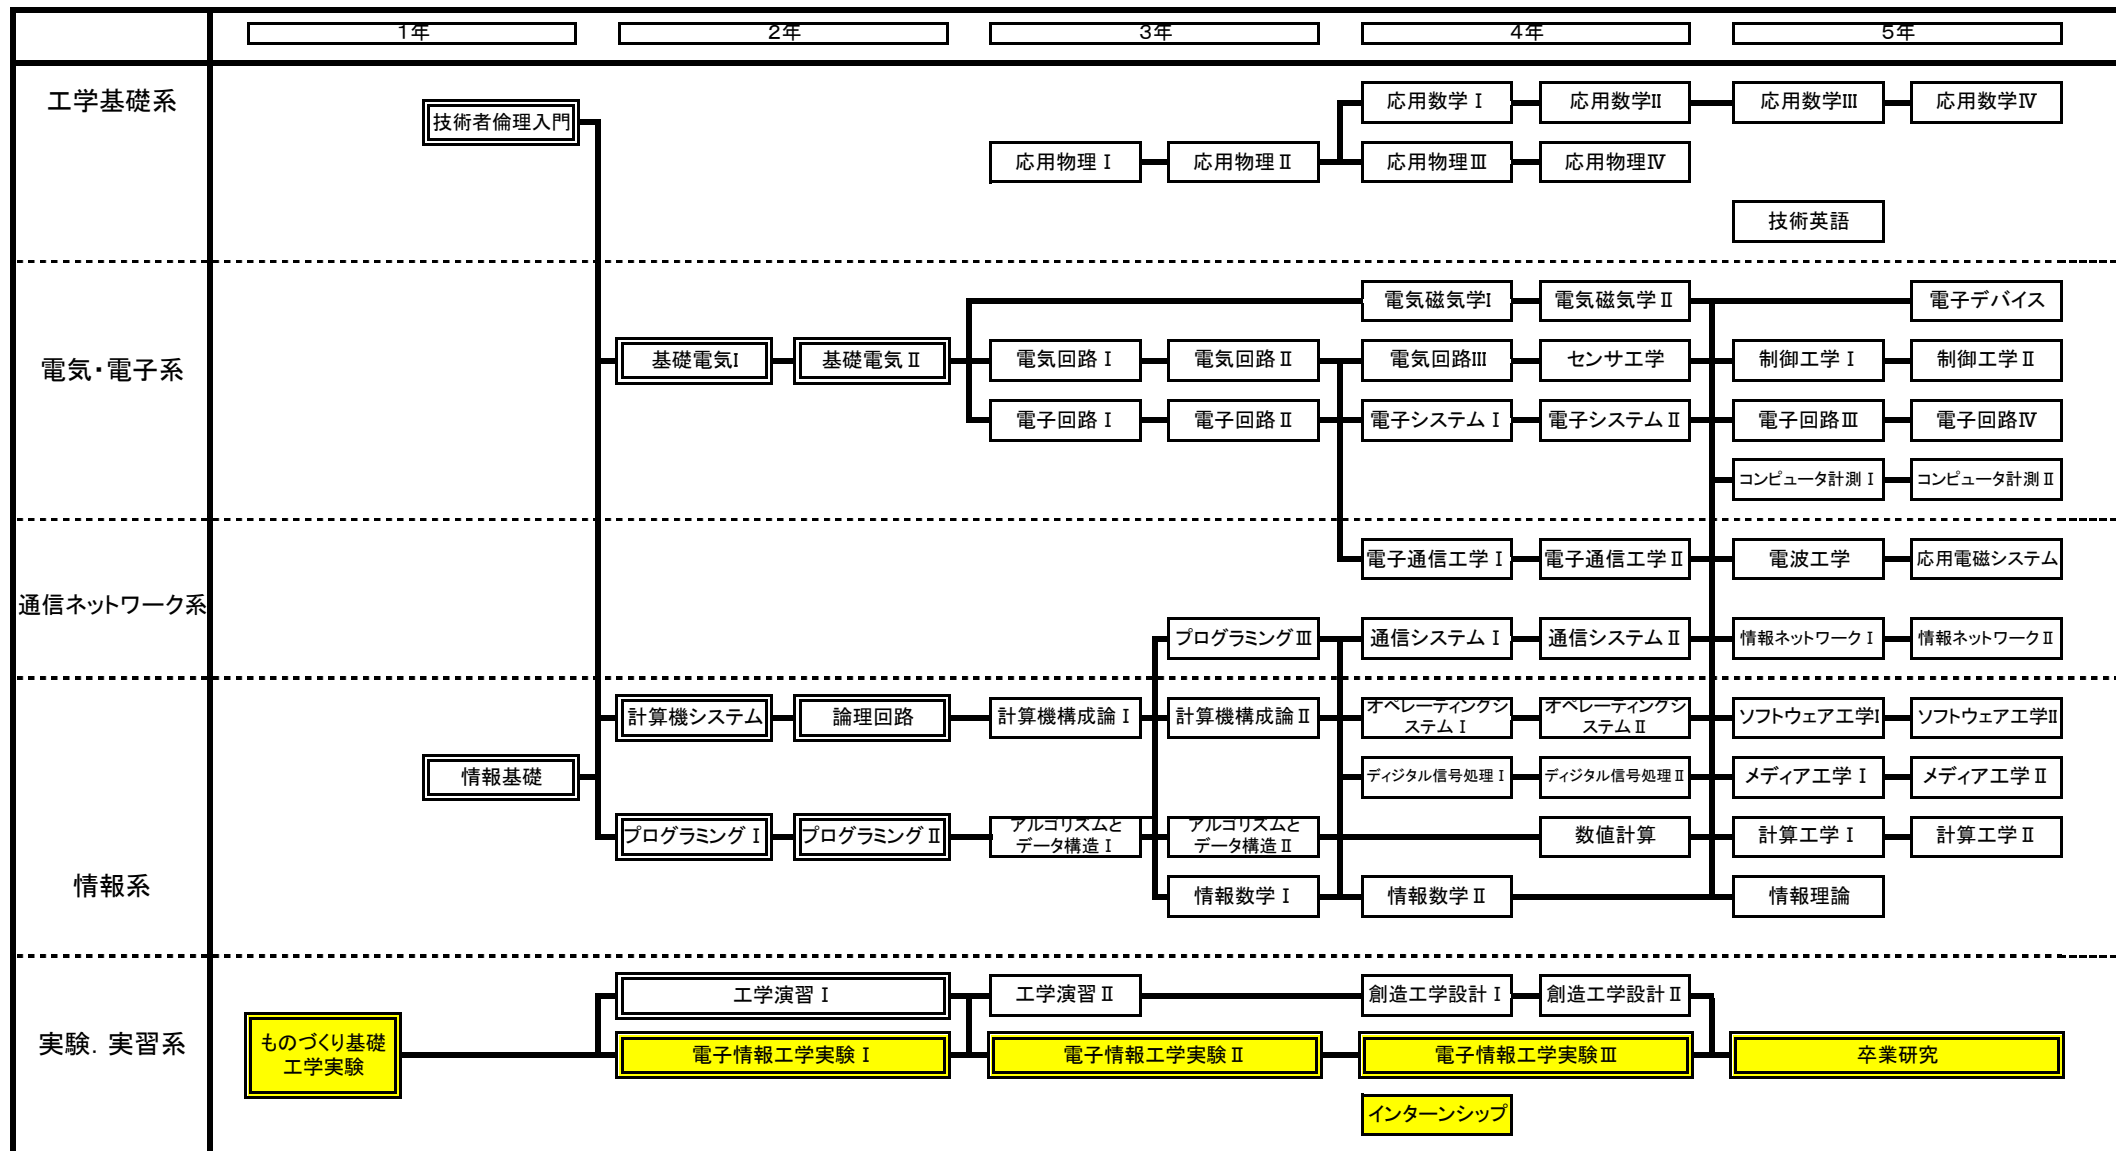 1年
2年
3年
4年
5年
工学基礎系
技術者倫理入門
応用数学Ⅰ
応用数学II
応用数学III
応用数学Ⅳ
応用物理Ⅰ
応用物理Ⅱ
応用物理Ⅲ
応用物理Ⅳ
技術英語
電気・電子系
電気磁気学I
電気磁気学Ⅱ
電子デバイス
基礎電気I
基礎電気Ⅱ
電気回路Ⅰ
電気回路Ⅱ
電気回路III
センサ工学
制御工学Ⅰ
制御工学Ⅱ
電子回路Ⅰ
電子回路Ⅱ
電子システムⅠ
電子システムⅡ
電子回路Ⅲ
電子回路Ⅳ
コンピュータ計測Ⅰ
コンピュータ計測Ⅱ
通信ネットワーク系
電子通信工学Ⅰ
電子通信工学Ⅱ
電波工学
応用電磁システム
プログラミングⅢ
通信システムⅠ
通信システムⅡ
情報ネットワークⅠ
情報ネットワークⅡ
情報系
計算機システム
論理回路
計算機構成論Ⅰ
計算機構成論Ⅱ
オペレーティングシ
ステムⅠ
オペレーティングシ
ステムⅡ
ソフトウェア工学I
ソフトウェア工学II
情報基礎
ディジタル信号処理Ⅰ
ディジタル信号処理Ⅱ
メディア工学Ⅰ
メディア工学Ⅱ
プログラミングⅠ
プログラミングⅡ
アルゴリズムと
データ構造Ⅰ
アルゴリズムと
データ構造Ⅱ
数値計算
計算工学Ⅰ
計算工学Ⅱ
情報数学Ⅰ
情報数学Ⅱ
情報理論
実験．実習系
工学演習Ⅰ
工学演習Ⅱ
創造工学設計Ⅰ
創造工学設計Ⅱ
ものづくり基礎
工学実験
電子情報工学実験Ⅰ
電子情報工学実験Ⅱ
電子情報工学実験Ⅲ
卒業研究
インターンシップ